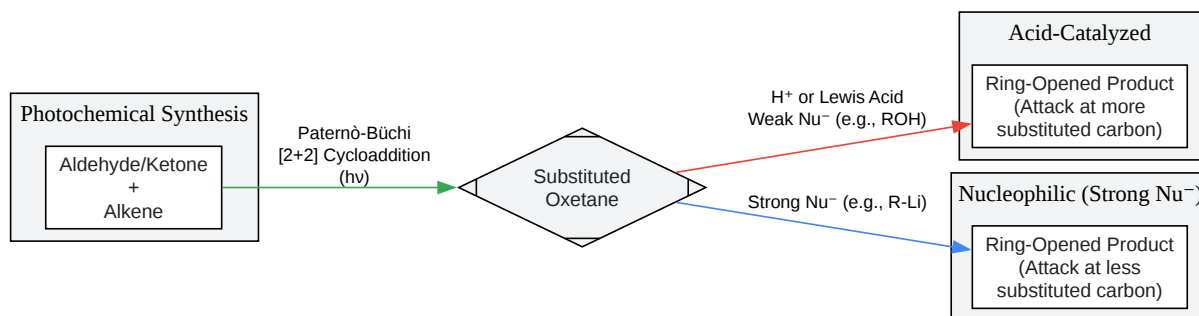 Photochemical Synthesis
Aldehyde/Ketone
+
Alkene
Paternò-Büchi
[2+2] Cycloaddition
(hν)
Substituted
Oxetane
H⁺ or Lewis Acid
Weak Nu⁻ (e.g., ROH)
Strong Nu⁻ (e.g., R-Li)
Acid-Catalyzed
Ring-Opened Product
(Attack at more
substituted carbon)
Nucleophilic (Strong Nu⁻)
Ring-Opened Product
(Attack at less
substituted carbon)